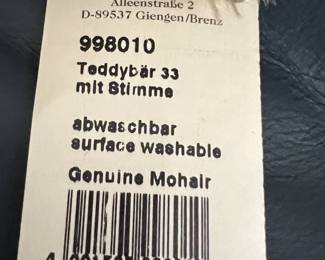 Alleenstraße 2
D-89537 Giengen/Brenz
998010
Teddybär 33
mit Stimme
abwaschbar
surface washable
Genuine Mohair